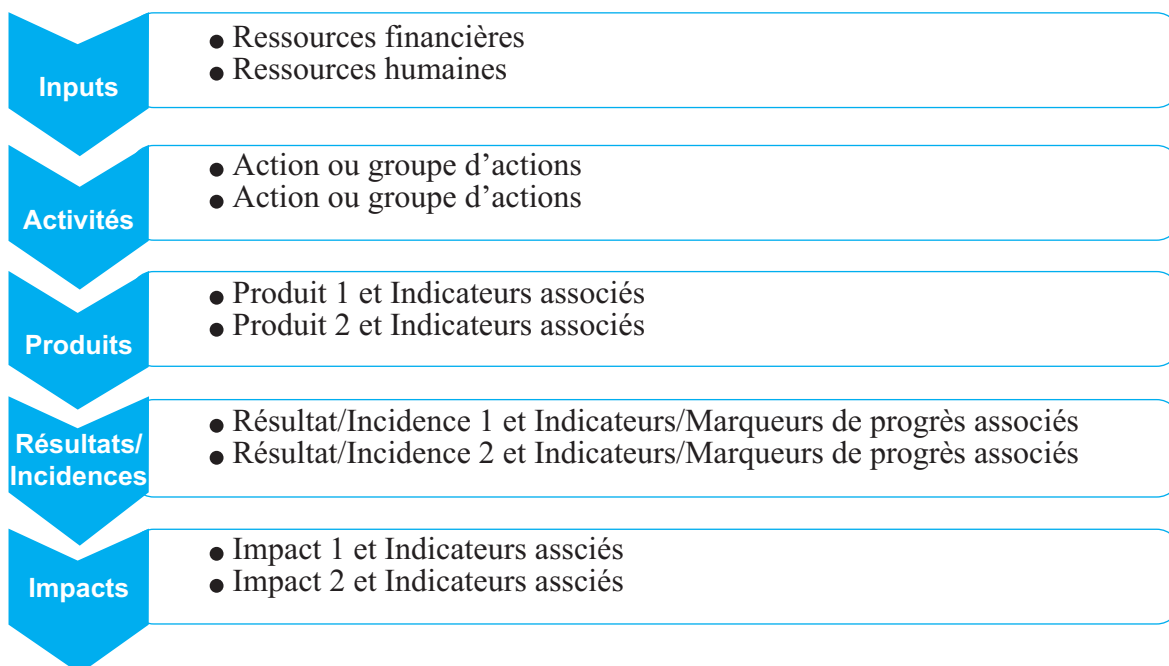 Inputs
● Ressources financières
● Ressources humaines
Activités
● Action ou groupe d’actions
● Action ou groupe d’actions
Produits
● Produit 1 et Indicateurs associés
● Produit 2 et Indicateurs associés
Résultats/
Incidences
● Résultat/Incidence 1 et Indicateurs/Marqueurs de progrès associés
● Résultat/Incidence 2 et Indicateurs/Marqueurs de progrès associés
Impacts
● Impact 1 et Indicateurs assciés
● Impact 2 et Indicateurs assciés